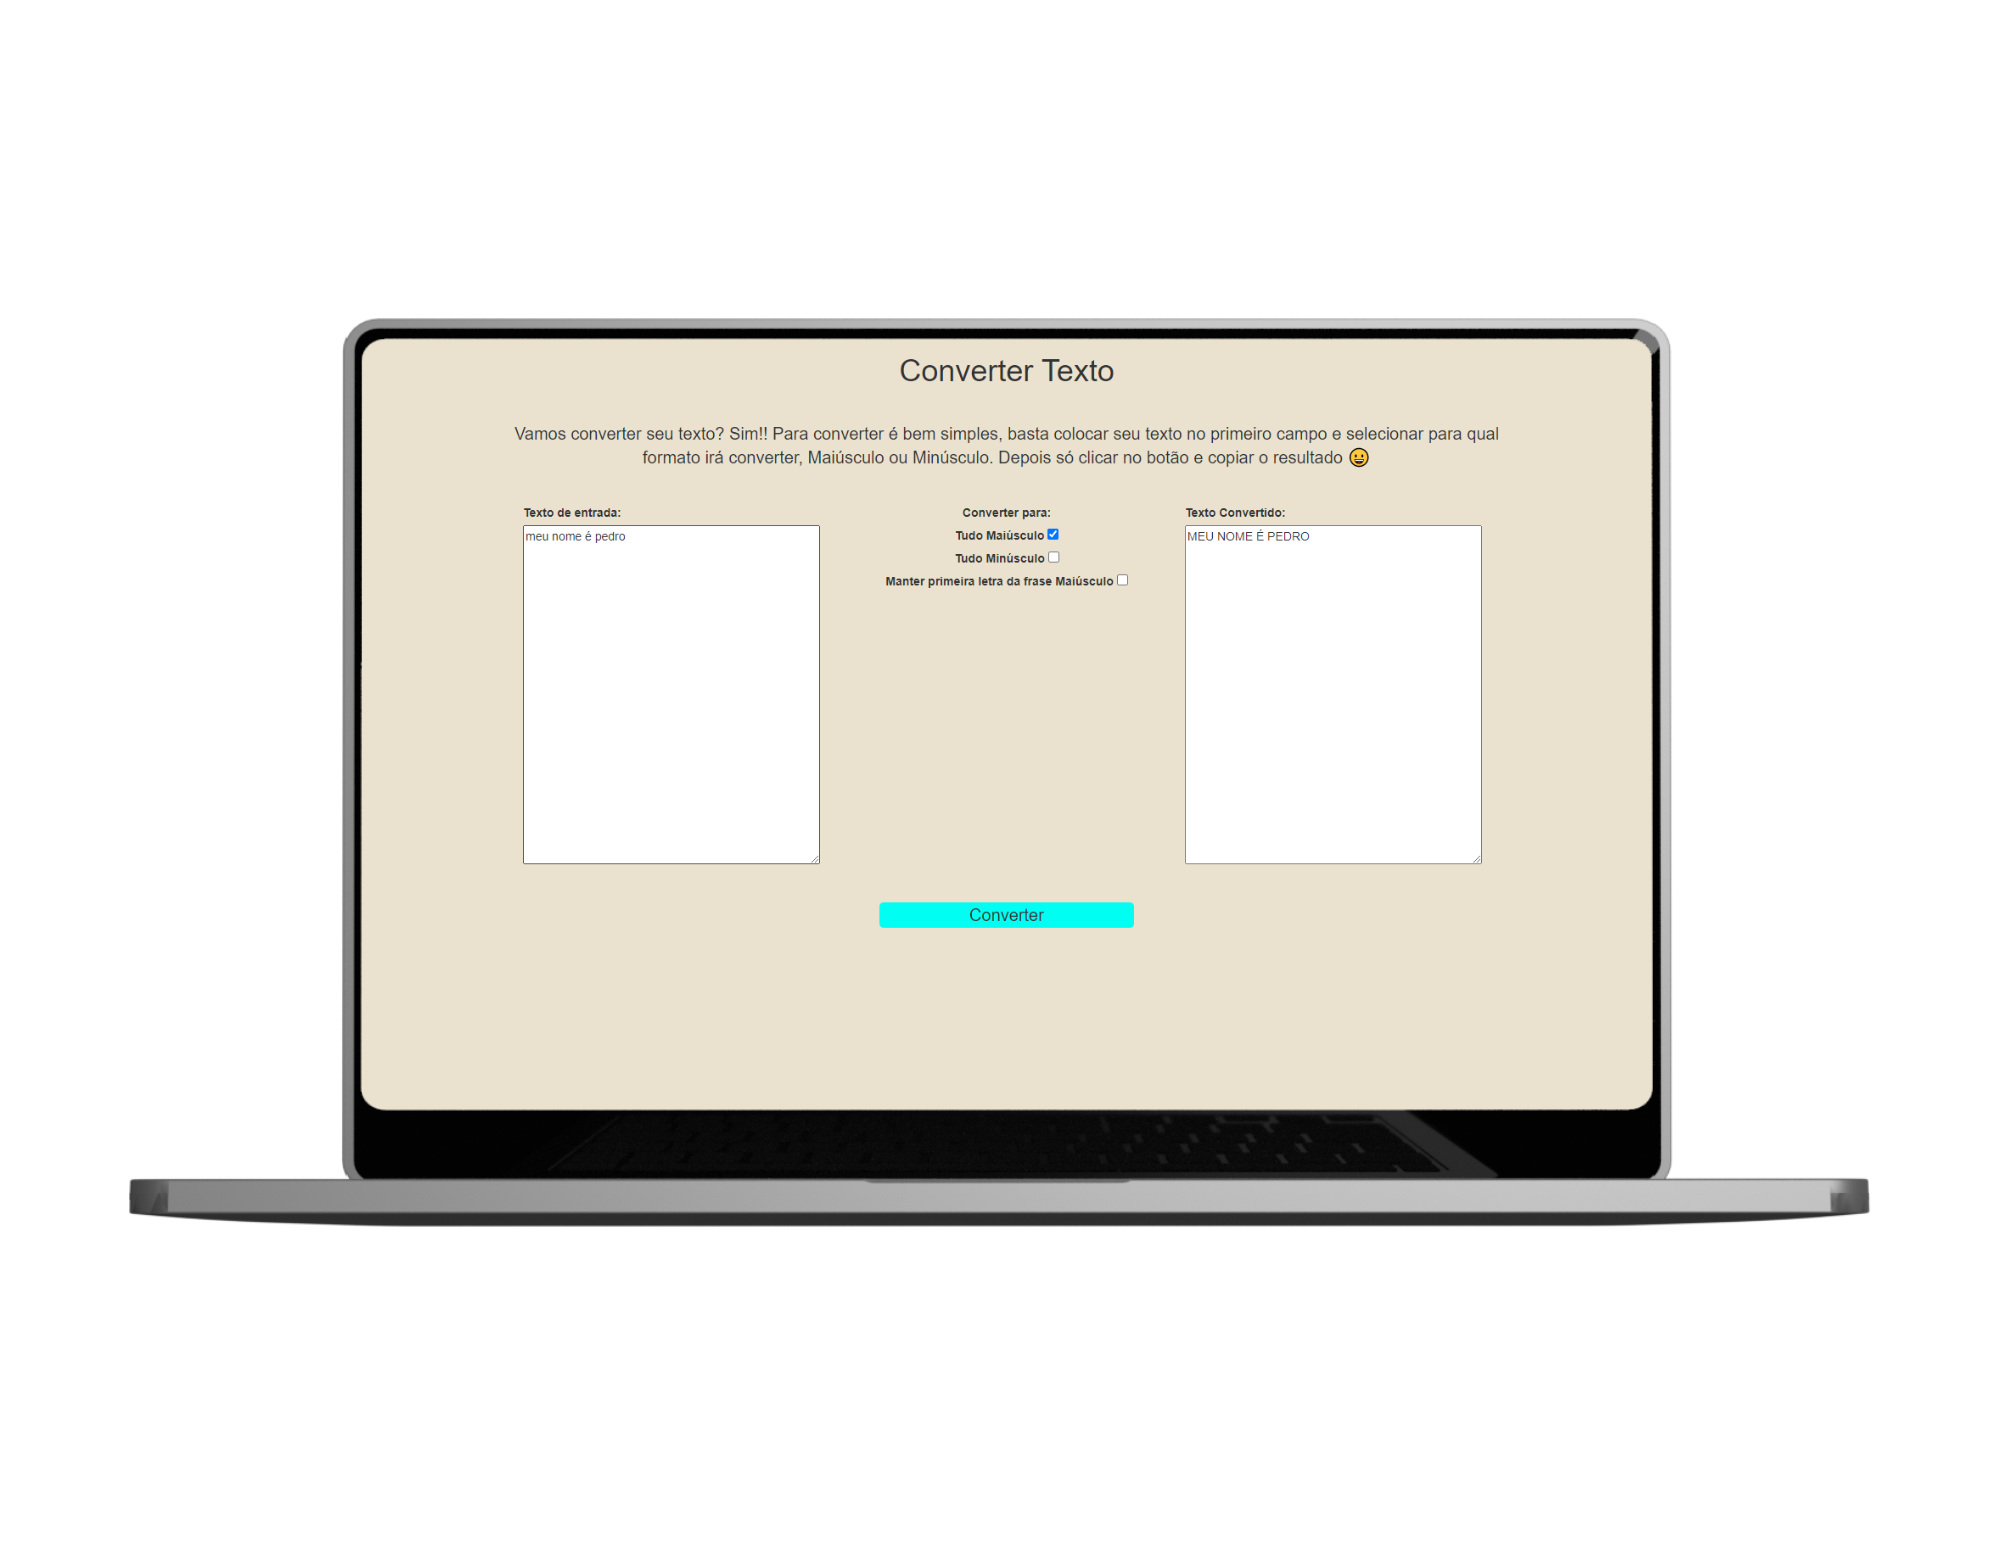 Converter Texto
Vamos converter seu texto? Sim!! Para converter é bem simples, basta colocar seu texto no primeiro campo e selecionar para qual
formato irá converter, Maiúsculo ou Minúsculo. Depois só clicar no botão e copiar o resultado 😀
Texto de entrada:
meu nome é pedro
Converter para:
Tudo Maiúsculo
Tudo Minúsculo
Manter primeira letra da frase Maiúsculo
Texto Convertido:
MEU NOME É PEDRO
Converter